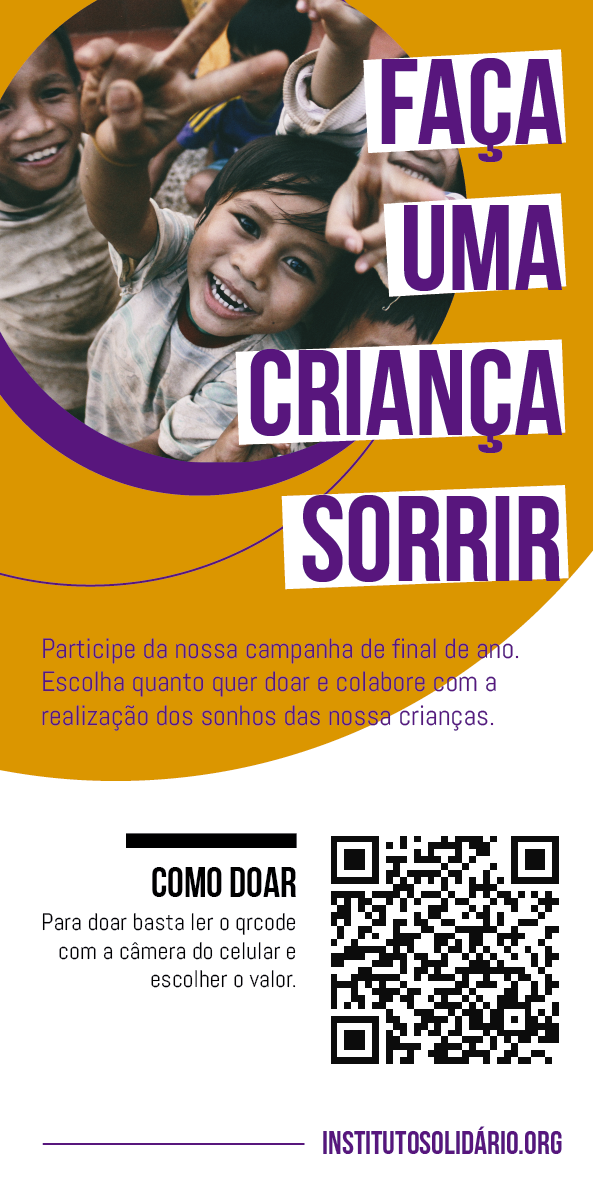 FAÇA
UMA
CRIANÇA
SORRIR
Participe da nossa campanha de final de ano.
Escolha quanto quer doar e colabore com a
realização dos sonhos das nossa crianças.
COMO DOAR
Para doar basta ler o qrcode
com a câmera do celular e
escolher o valor.
INSTITUTOSOLIDÁRIO.ORG